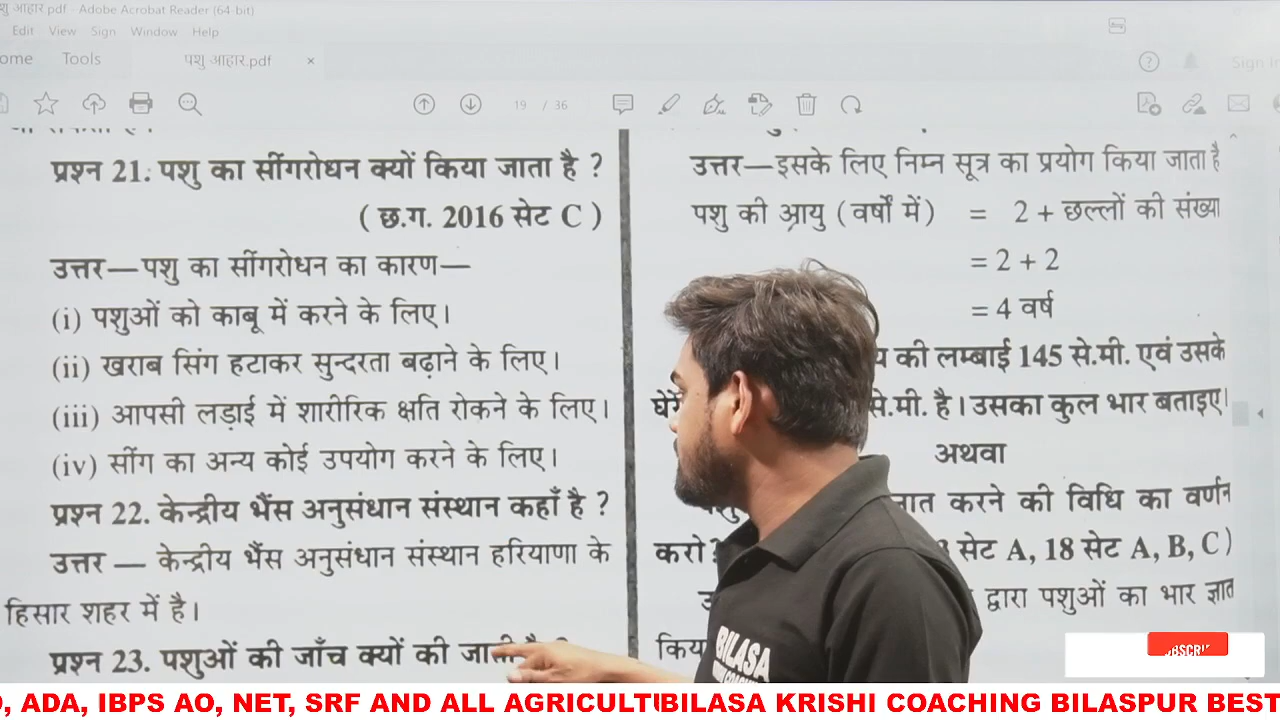 शु आहार.pdf - Adobe Acrobat Reader (64-bit)
Edit View Sign Window Help
ome Tools पशु आहार.pdf × Sign in
19 / 36
प्रश्न 21. पशु का सींगरोधन क्यों किया जाता है ?
( छ.ग. 2016 सेट C )
उत्तर — पशु का सींगरोधन का कारण—
(i) पशुओं को काबू में करने के लिए।
(ii) खराब सिंग हटाकर सुन्दरता बढ़ाने के लिए।
(iii) आपसी लड़ाई में शारीरिक क्षति रोकने के लिए।
(iv) सींग का अन्य कोई उपयोग करने के लिए।
प्रश्न 22. केन्द्रीय भैंस अनुसंधान संस्थान कहाँ है ?
उत्तर — केन्द्रीय भैंस अनुसंधान संस्थान हरियाणा के
हिसार शहर में है।
प्रश्न 23. पशुओं की जाँच क्यों की जाती
उत्तर—इसके लिए निम्न सूत्र का प्रयोग किया जाता है
पशु की आयु (वर्षों में) = 2 + छल्लों की संख्या
= 2 + 2
= 4 वर्ष
य की लम्बाई 145 से.मी. एवं उसके
घेरे से.मी. है। उसका कुल भार बताइए।
अथवा
ज्ञात करने की विधि का वर्णन
करो ? सेट A, 18 सेट A, B, C )
द्वारा पशुओं का भार ज्ञात
किय
BILASA
, ADA, IBPS AO, NET, SRF AND ALL AGRICULT BILASA KRISHI COACHING BILASPUR BEST